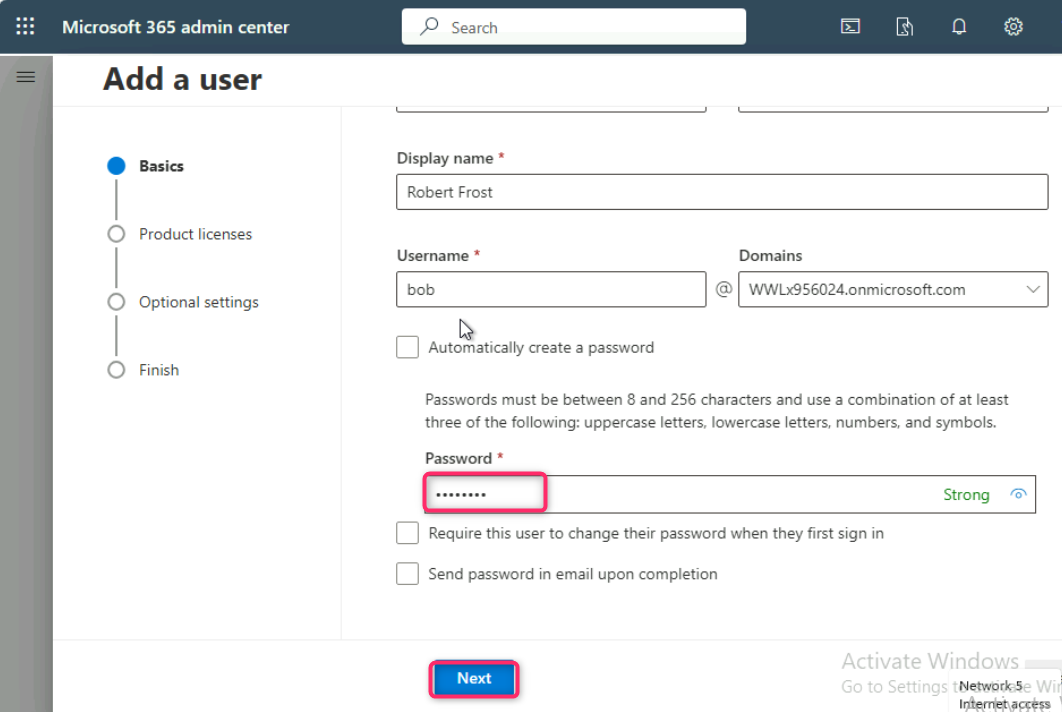 Microsoft 365 admin center
Search
Add a user
Basics
Product licenses
Optional settings
Finish
Display name *
Robert Frost
Username *
Domains
bob
@
WWLx956024.onmicrosoft.com
Automatically create a password
Passwords must be between 8 and 256 characters and use a combination of at least
three of the following: uppercase letters, lowercase letters, numbers, and symbols.
Password *
••••••••
Strong
Require this user to change their password when they first sign in
Send password in email upon completion
Next
Activate Windows
Go to Settings
Network 5
Internet access